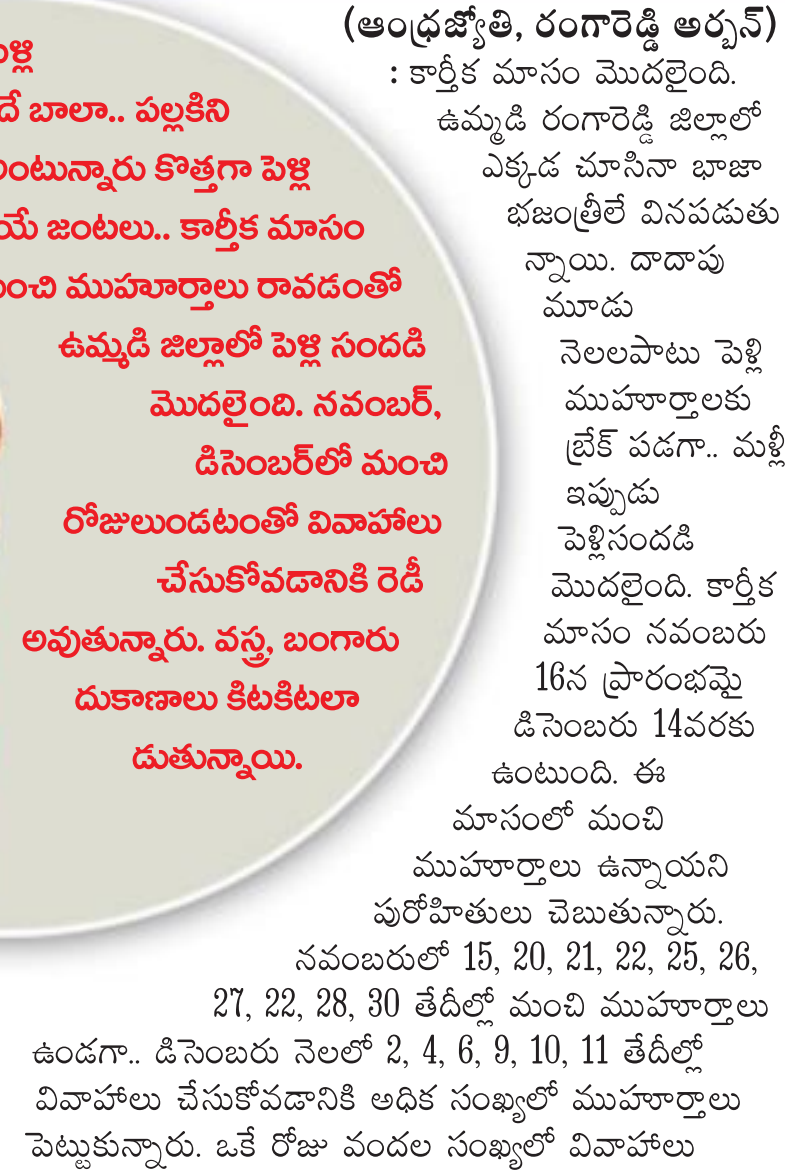 దే బాలా.. పల్లకిని
కొత్తగా పెళ్లి
జంటలు.. కార్తీక మాసం
ముహూర్తాలు రావడంతో
ఉమ్మడి జిల్లాలో పెళ్లి సందడి
మొదలైంది. నవంబర్,
డిసెంబర్‌లో మంచి
రోజులుండటంతో వివాహాలు
చేసుకోవడానికి రెడీ
అవుతున్నారు. వస్త్ర, బంగారు
దుకాణాలు కిటకిటలా
డుతున్నాయి.
(ఆంధ్రజ్యోతి, రంగారెడ్డి అర్బన్)
: కార్తీక మాసం మొదలైంది.
ఉమ్మడి రంగారెడ్డి జిల్లాలో
ఎక్కడ చూసినా భాజా
భజంత్రీలే వినపడుతు
న్నాయి. దాదాపు
మూడు
నెలలపాటు పెళ్లి
ముహూర్తాలకు
బ్రేక్ పడగా.. మళ్లీ
ఇప్పుడు
పెళ్లిసందడి
మొదలైంది. కార్తీక
మాసం నవంబరు
16న ప్రారంభమై
డిసెంబరు 14వరకు
ఉంటుంది. ఈ
మాసంలో మంచి
ముహూర్తాలు ఉన్నాయని
పురోహితులు చెబుతున్నారు.
నవంబరులో 15, 20, 21, 22, 25, 26,
27, 22, 28, 30 తేదీల్లో మంచి ముహూర్తాలు
ఉండగా.. డిసెంబరు నెలలో 2, 4, 6, 9, 10, 11 తేదీల్లో
వివాహాలు చేసుకోవడానికి అధిక సంఖ్యలో ముహూర్తాలు
పెట్టుకున్నారు. ఒకే రోజు వందల సంఖ్యలో వివాహాలు